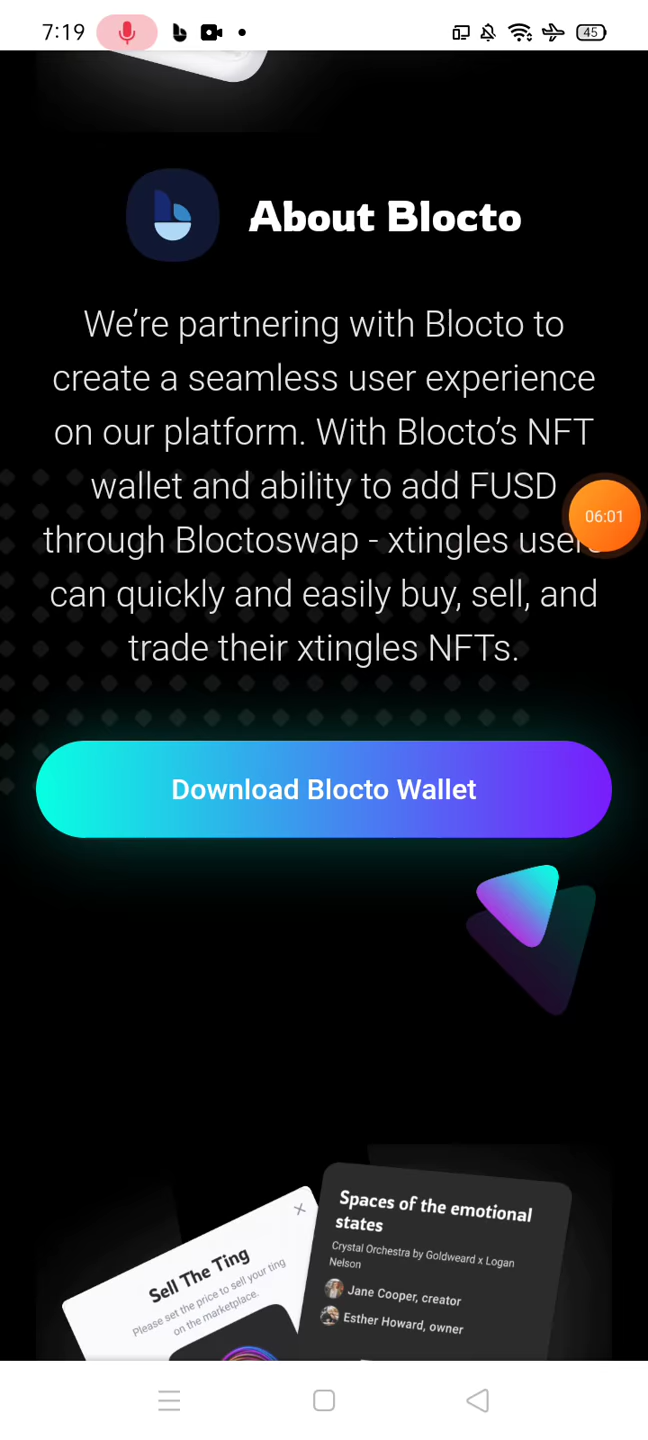 7:19
45
About Blocto
We’re partnering with Blocto to
create a seamless user experience
on our platform. With Blocto’s NFT
wallet and ability to add FUSD
06:01
through Bloctoswap - xtingles users
can quickly and easily buy, sell, and
trade their xtingles NFTs.
Download Blocto Wallet
Spaces of the emotional
states
Crystal Orchestra by Goldweard x Logan
Nelson
Jane Cooper, creator
Esther Howard, owner
Sell The Ting
Please set the price to sell your ting
on the marketplace.